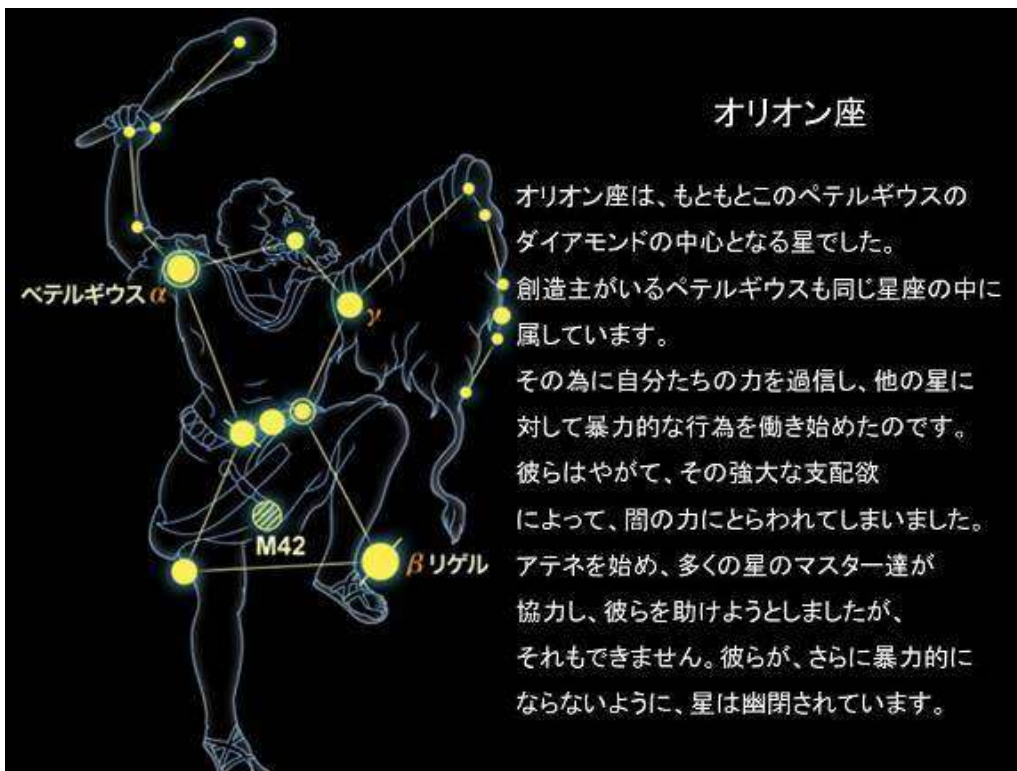 オリオン座
オリオン座は、もともとこのペテルギウスの
ダイアモンドの中心となる星でした。
創造主がいるペテルギウスも同じ星座の中に
属しています。
その為に自分たちの力を過信し、他の星に
対して暴力的な行為を働き始めたのです。
彼らはやがて、その強大な支配欲
によって、闇の力にとらわれてしまいました。
アテネを始め、多くの星のマスター達が
協力し、彼らを助けようとしましたが、
それもできません。彼らが、さらに暴力的に
ならないように、星は幽閉されています。
ベテルギウス α
γ
M42
β リゲル